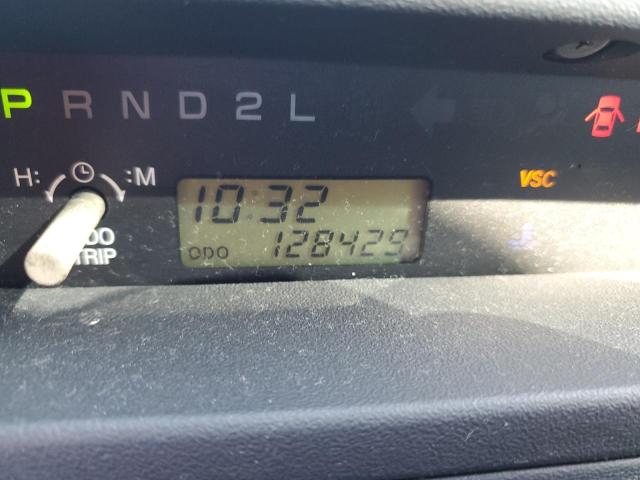 P R N D 2 L
H: :M
10:32
VSC
ODO 128429
TRIP